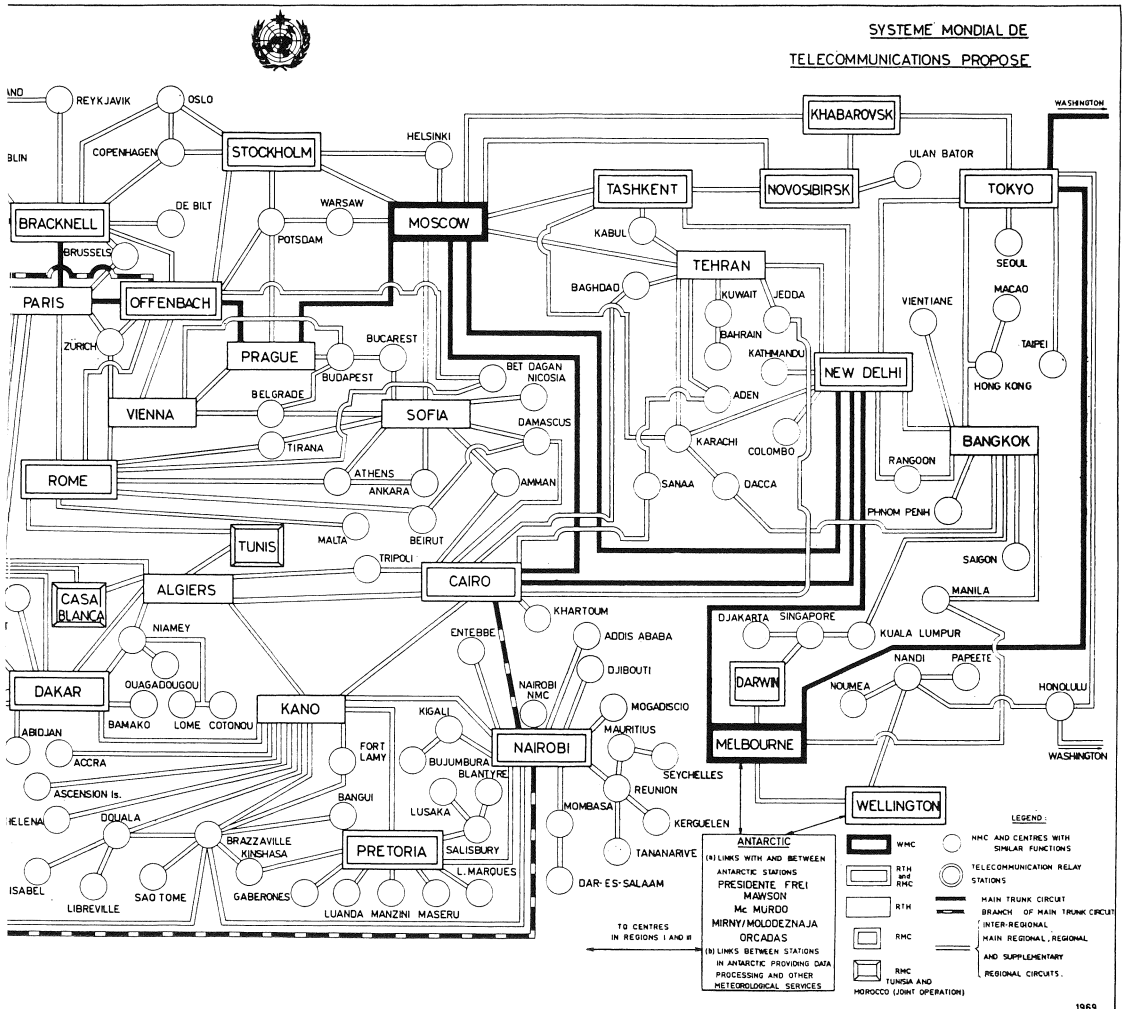 SYSTEME MONDIAL DE
TELECOMMUNICATIONS PROPOSE
AND
REYKJAVIK
OSLO
WASHINGTON
KHABAROVSK
HELSINKI
BLIN
COPENHAGEN
STOCKHOLM
ULAN BATOR
TASHKENT
NOVOSIBIRSK
TOKYO
DE BILT
WARSAW
BRACKNELL
MOSCOW
POTSDAM
KABUL
BRUSSELS
TEHRAN
SEOUL
BAGHDAD
PARIS
OFFENBACH
KUWAIT
JEDDA
VIENTIANE
MACAO
ZÜRICH
BUCAREST
BAHRAIN
TAIPEI
PRAGUE
KATHMANDU
BUDAPEST
BET DAGAN
NEW DELHI
HONG KONG
NICOSIA
BELGRADE
ADEN
VIENNA
SOFIA
DAMASCUS
TIRANA
KARACHI
BANGKOK
COLOMBO
RANGOON
ROME
ATHENS
AMMAN
SANAA
DACCA
ANKARA
PHNOM PENH
MALTA
BEIRUT
TUNIS
TRIPOLI
SAIGON
CAIRO
ALGIERS
MANILA
CASA
BLANCA
KHARTOUM
DJAKARTA
SINGAPORE
T
NIAMEY
ENTEBBE
ADDIS ABABA
KUALA LUMPUR
NANDI
PAPEETE
DJIBOUTI
OUAGADOUGOU
DAKAR
NAIROBI
NMC
DARWIN
NOUMEA
HONOLULU
BAMAKO
LOME
COTONOU
KANO
MOGADISCIO
KIGALI
ABIDJAN
MAURITIUS
ACCRA
FORT
LAMY
NAIROBI
MELBOURNE
WASHINGTON
BUJUMBURA
BLANTYRE
SEYCHELLES
ASCENSION Is.
REUNION
BANGUI
LUSAKA
MOMBASA
WELLINGTON
HELENA
DOUALA
KERGUELEN
BRAZZAVILLE
KINSHASA
PRETORIA
SALISBURY
TANANARIVE
L. MARQUES
ISABEL
SAO TOME
GABERONES
DAR-ES-SALAAM
LIBREVILLE
LUANDA
MANZINI
MASERU
TO CENTRES
IN REGIONS I AND III
ANTARCTIC
(a) LINKS WITH AND BETWEEN
ANTARCTIC STATIONS
PRESIDENTE FREI
MAWSON
Mc MURDO
MIRNY/MOLODEZNAJA
ORCADAS
(b) LINKS BETWEEN STATIONS
IN ANTARCTIC PROVIDING DATA
PROCESSING AND OTHER
METEOROLOGICAL SERVICES
LEGEND:
WMC
RTH
and
RMC
RTH
RMC
RMC
TUNISIA AND
MOROCCO (JOINT OPERATION)
NMC AND CENTRES WITH
SIMILAR FUNCTIONS
TELECOMMUNICATION RELAY
STATIONS
MAIN TRUNK CIRCUIT
BRANCH OF MAIN TRUNK CIRCUIT
INTER-REGIONAL
MAIN REGIONAL, REGIONAL
AND SUPPLEMENTARY
REGIONAL CIRCUITS.
1969